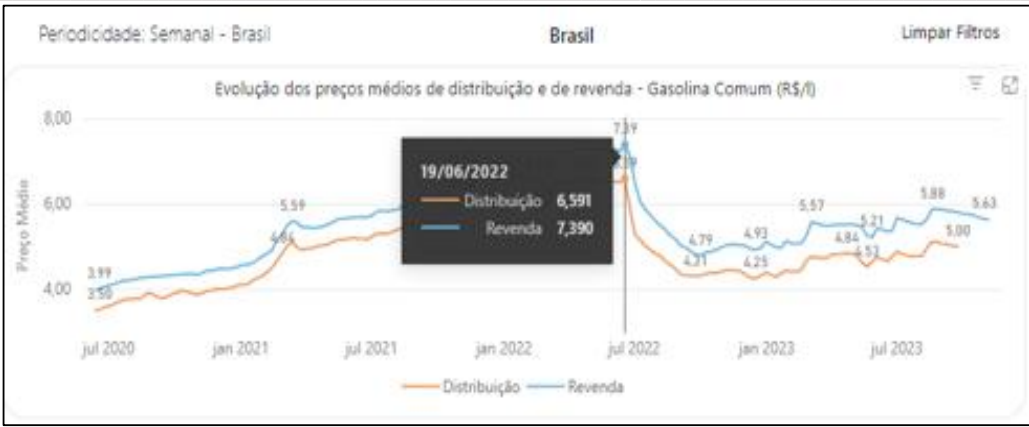 Periodicidade: Semanal - Brasil
Brasil
Limpar Filtros
Evolução dos preços médios de distribuição e de revenda - Gasolina Comum (R$/l)
Preço Médio
8,00
6,00
4,00
3.99
3.50
5.59
4.84
7.39
19/06/2022
Distribuição 6,591
Revenda 7,390
4.79
4.21
4.93
4.25
5.57
4.84
5.21
4.53
5.88
5.00
5.63
jul 2020
jan 2021
jul 2021
jan 2022
jul 2022
jan 2023
jul 2023
Distribuição
Revenda